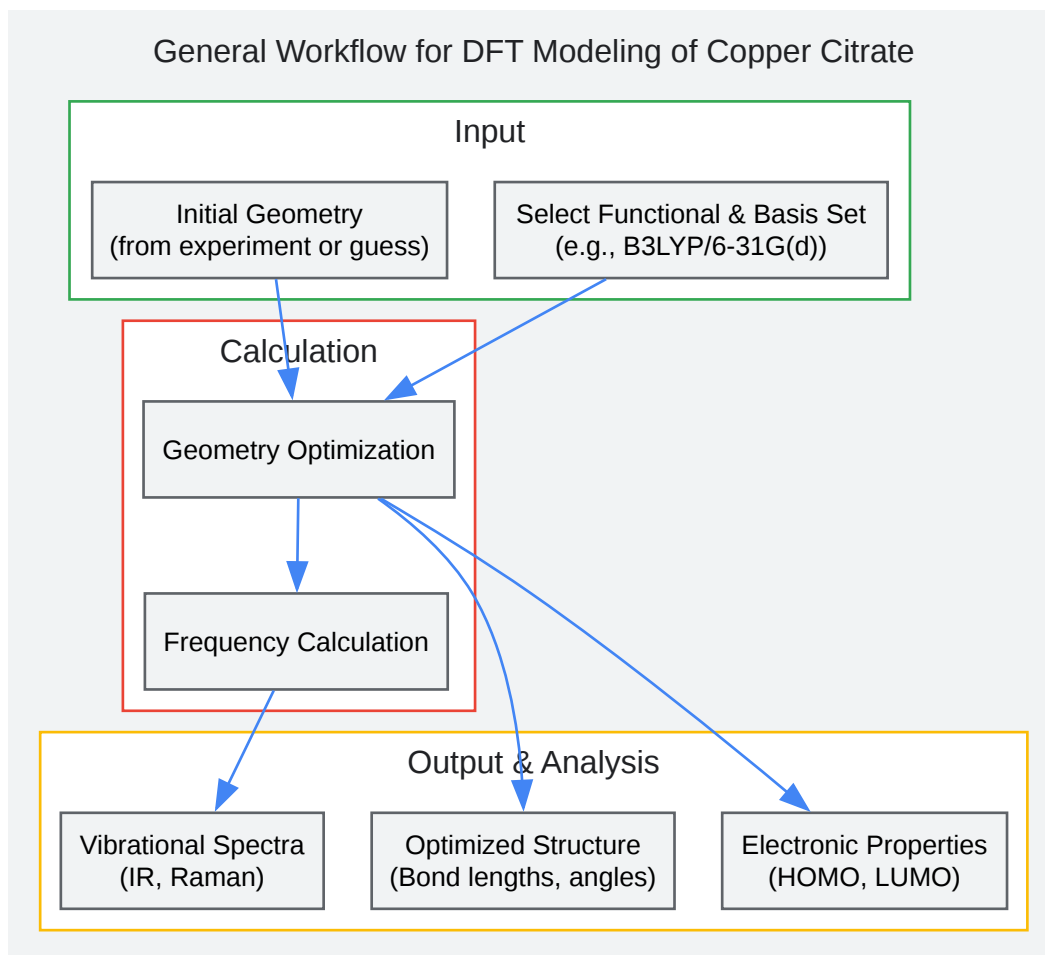 General Workflow for DFT Modeling of Copper Citrate
Input
Initial Geometry
(from experiment or guess)
Select Functional & Basis Set
(e.g., B3LYP/6-31G(d))
Calculation
Geometry Optimization
Frequency Calculation
Output & Analysis
Vibrational Spectra
(IR, Raman)
Optimized Structure
(Bond lengths, angles)
Electronic Properties
(HOMO, LUMO)